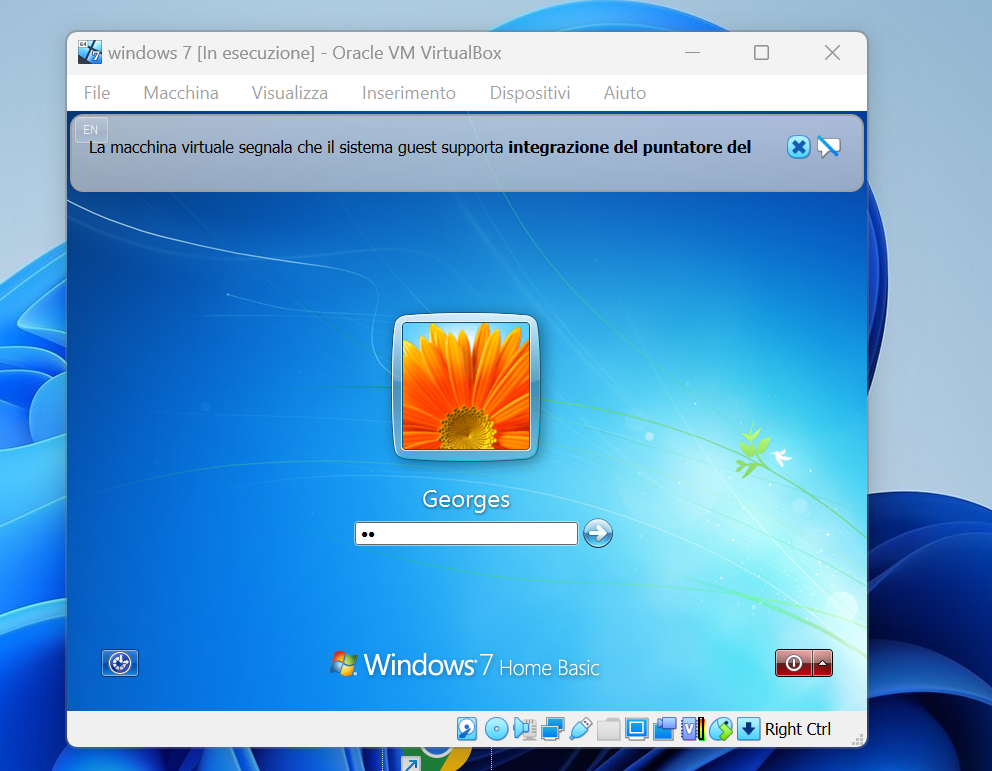 windows 7 [In esecuzione] - Oracle VM VirtualBox
File Macchina Visualizza Inserimento Dispositivi Aiuto
EN
La macchina virtuale segnala che il sistema guest supporta integrazione del puntatore del
Georges
Windows 7 Home Basic
Right Ctrl